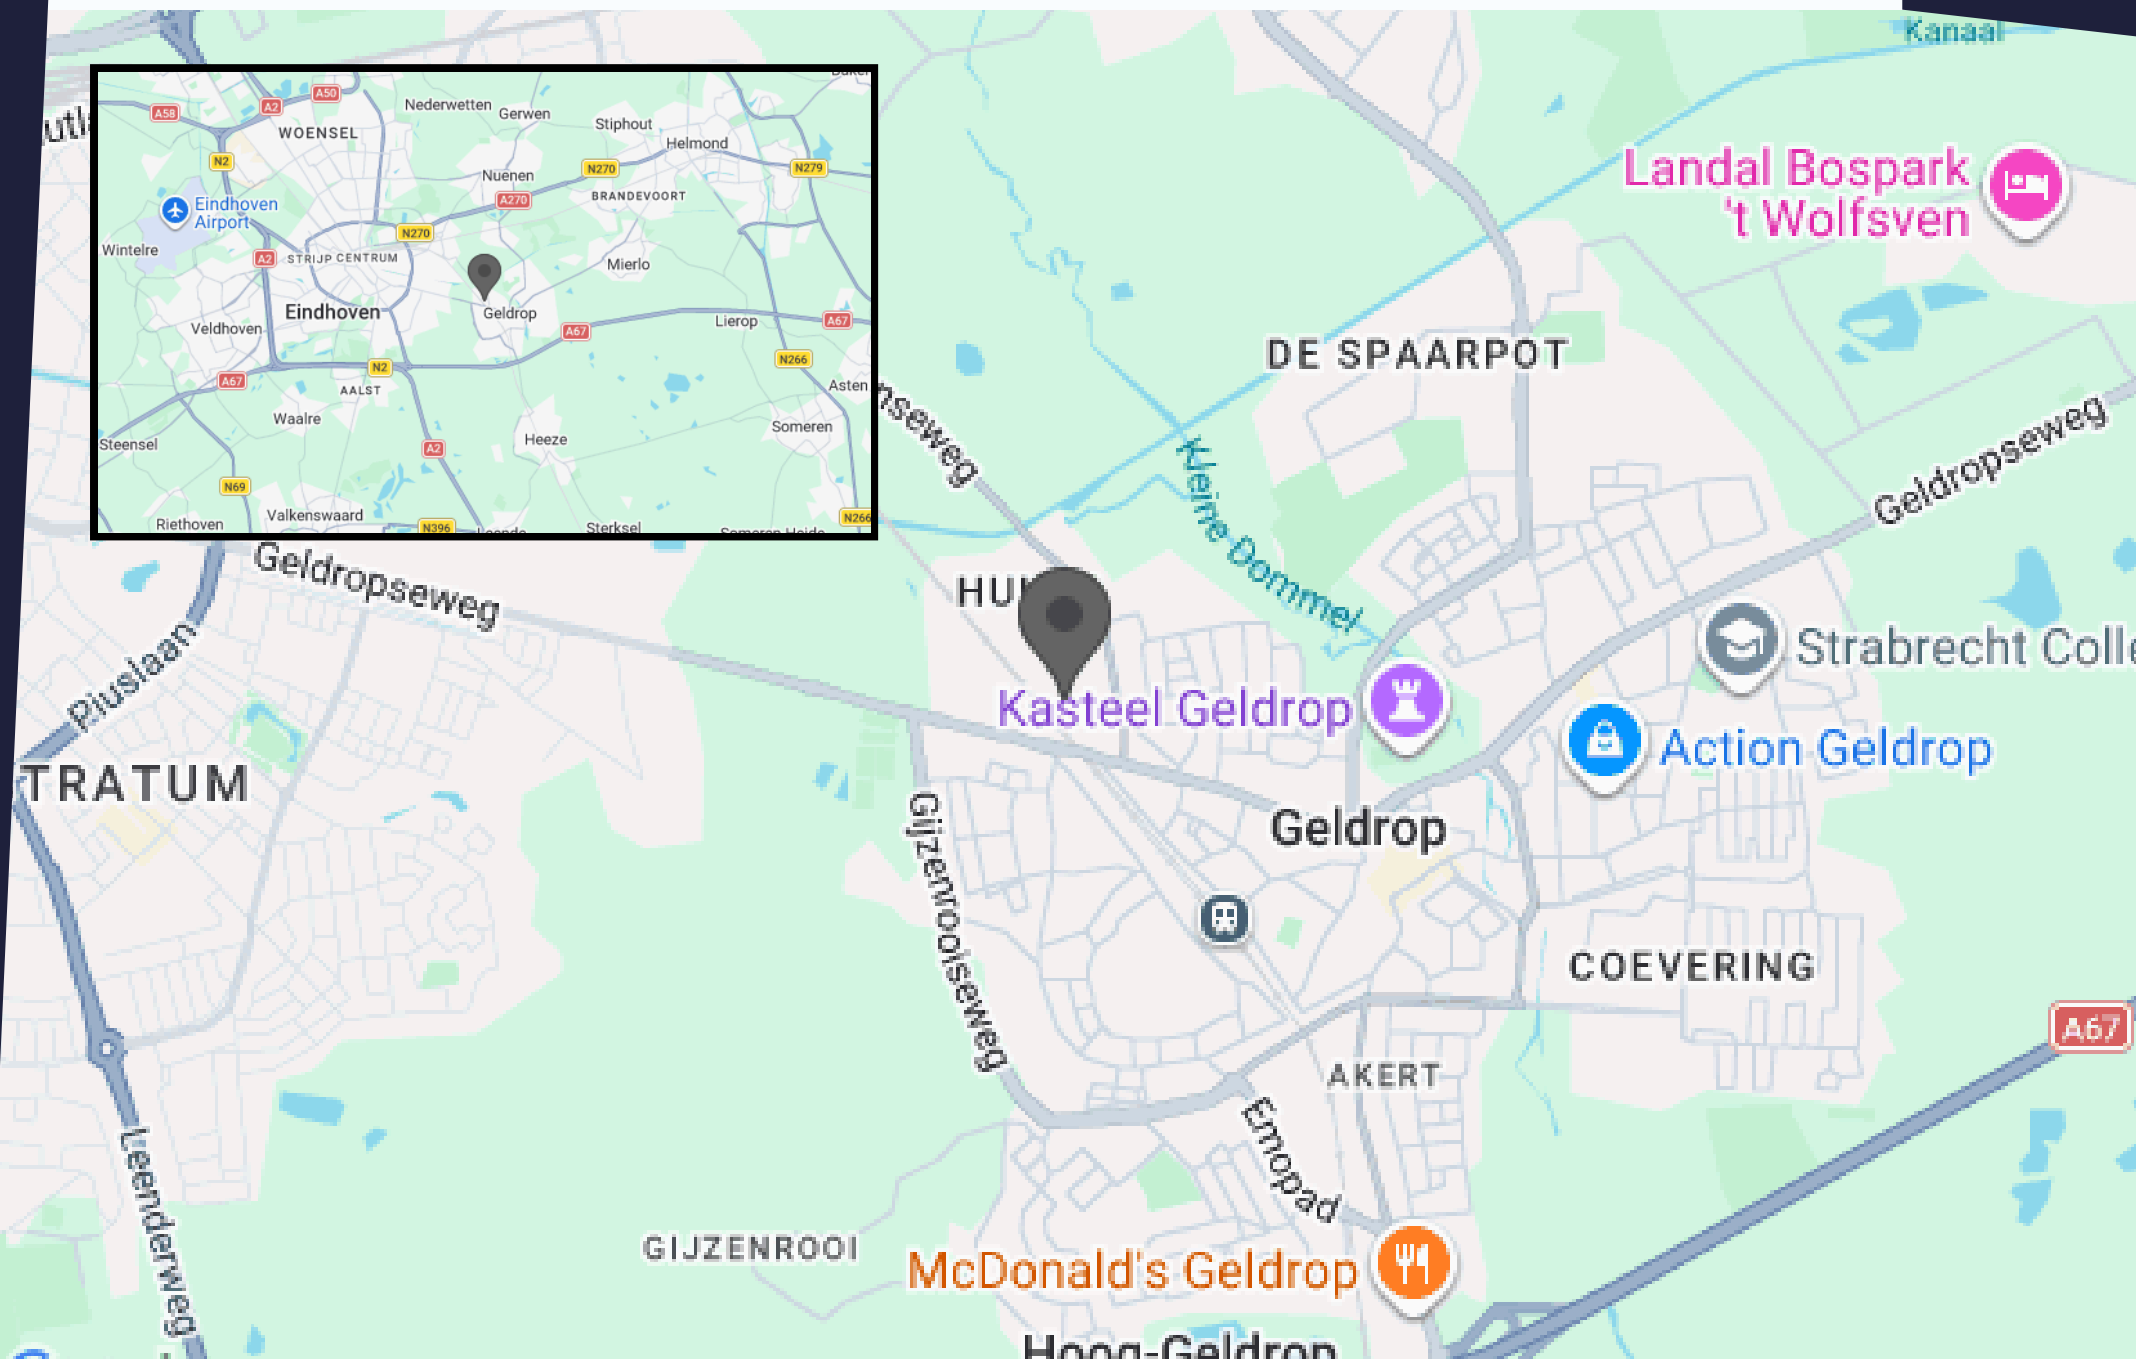 Kanaal
A58
A2
A50
Nederwetten
Gerwen
WOENSEL
Stiphout
Helmond
N2
N270
N279
Nuenen
A270
BRANDEVOORT
Eindhoven
Airport
N270
Wintelre
A2
STRIJP CENTRUM
Mierlo
Eindhoven
Geldrop
Veldhoven
A67
Lierop
A67
N2
N266
A67
AALST
Asten
Waalre
Someren
Steensel
A2
Heeze
N69
Riethoven
Valkenswaard
N396
Sterksel
N266
Landal Bospark
't Wolfsven
DE SPAARPOT
nseweg
Geldropseweg
Kleine Dommel
Geldropseweg
HUI
Piuslaan
Strabrecht Colle
Kasteel Geldrop
Action Geldrop
TRATUM
Geldrop
Gijzenrooiseweg
COEVERING
A67
AKERT
Emopad
Leenderweg
GIJZENROOI
McDonald's Geldrop
Hoog-Geldrop